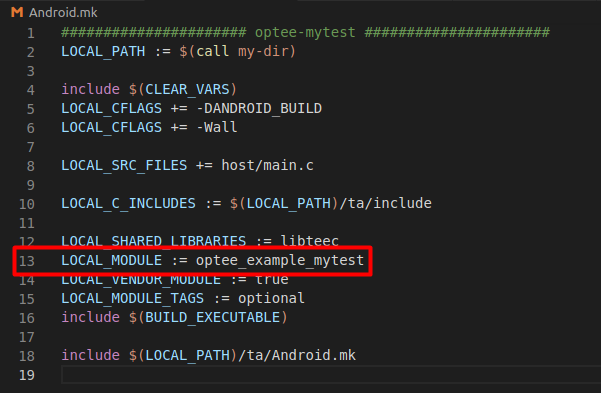 M Android.mk
1 ###################### optee-mytest ######################
2 LOCAL_PATH := $(call my-dir)
3
4 include $(CLEAR_VARS)
5 LOCAL_CFLAGS += -DANDROID_BUILD
6 LOCAL_CFLAGS += -Wall
7
8 LOCAL_SRC_FILES += host/main.c
9
10 LOCAL_C_INCLUDES := $(LOCAL_PATH)/ta/include
11
12 LOCAL_SHARED_LIBRARIES := libteec
13 LOCAL_MODULE := optee_example_mytest
14 LOCAL_VENDOR_MODULE := true
15 LOCAL_MODULE_TAGS := optional
16 include $(BUILD_EXECUTABLE)
17
18 include $(LOCAL_PATH)/ta/Android.mk
19